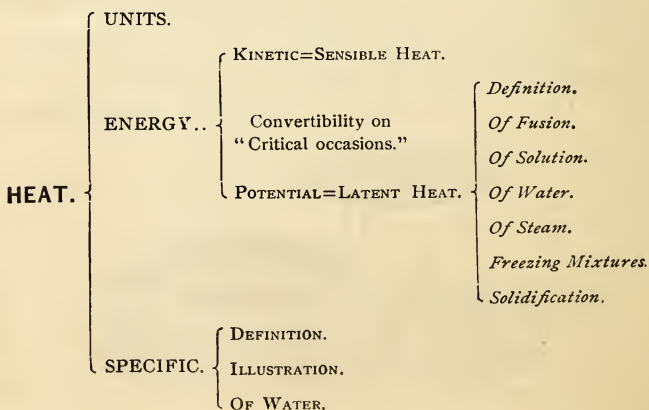 UNITS.
KINETIC=SENSIBLE HEAT.
Definition.
ENERGY..
Convertibility on
"Critical occasions."
Of Fusion.
Of Solution.
HEAT.
POTENTIAL=LATENT HEAT.
Of Water.
Of Steam.
Freezing Mixtures.
Solidification.
DEFINITION.
SPECIFIC.
ILLUSTRATION.
OF WATER.